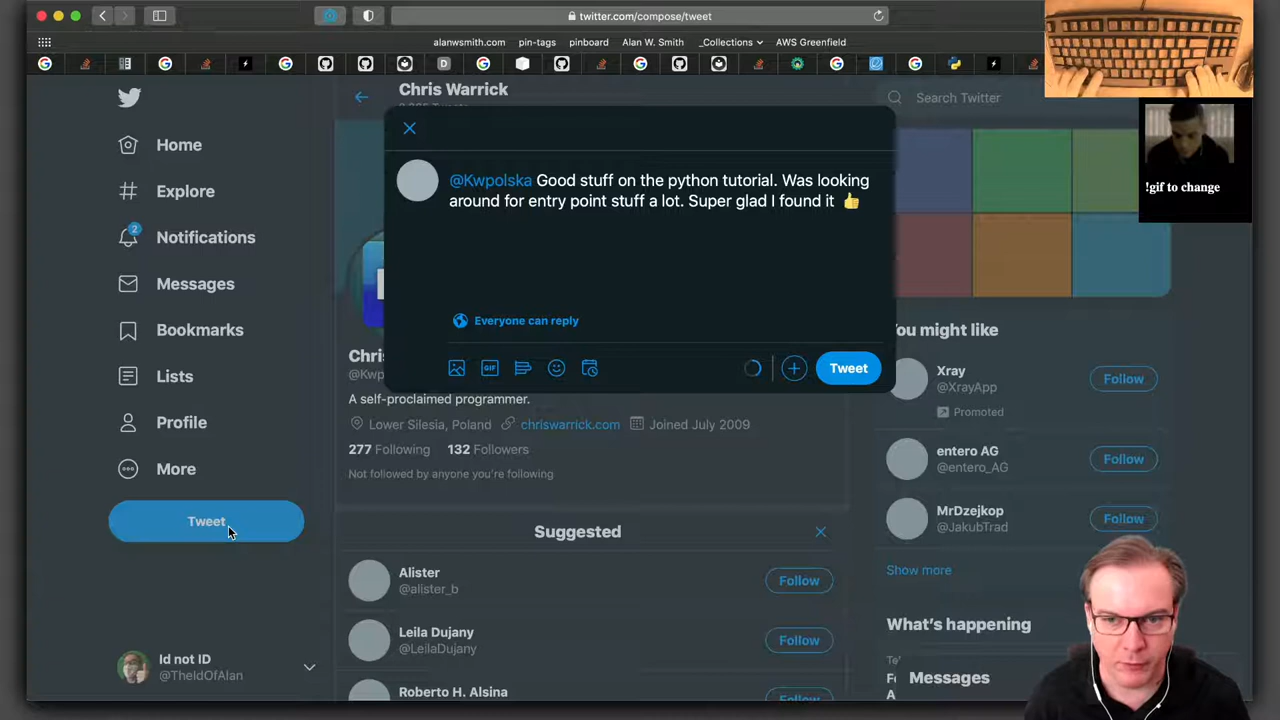 twitter.com/compose/tweet
alanwsmith.com
pin-tags
pinboard
Alan W. Smith
_Collections
AWS Greenfield
Chris Warrick
Search Twitter
!gif to change
Home
Explore
2
Notifications
Messages
Bookmarks
Lists
Profile
More
Tweet
Id not ID
@TheIdOfAlan
@Kwpolska Good stuff on the python tutorial. Was looking
around for entry point stuff a lot. Super glad I found it 👍
Everyone can reply
GIF
Tweet
Chris
@Kwp
A self-proclaimed programmer.
Lower Silesia, Poland
chriswarrick.com
Joined July 2009
277 Following
132 Followers
Not followed by anyone you're following
Suggested
Alister
@alister_b
Follow
Leila Dujany
@LeilaDujany
Follow
Roberto H. Alsina
Follow
You might like
Xray
@XrayApp
Promoted
Follow
entero AG
@entero_AG
Follow
MrDzejkop
@JakubTrad
Follow
Show more
What's happening
Messages